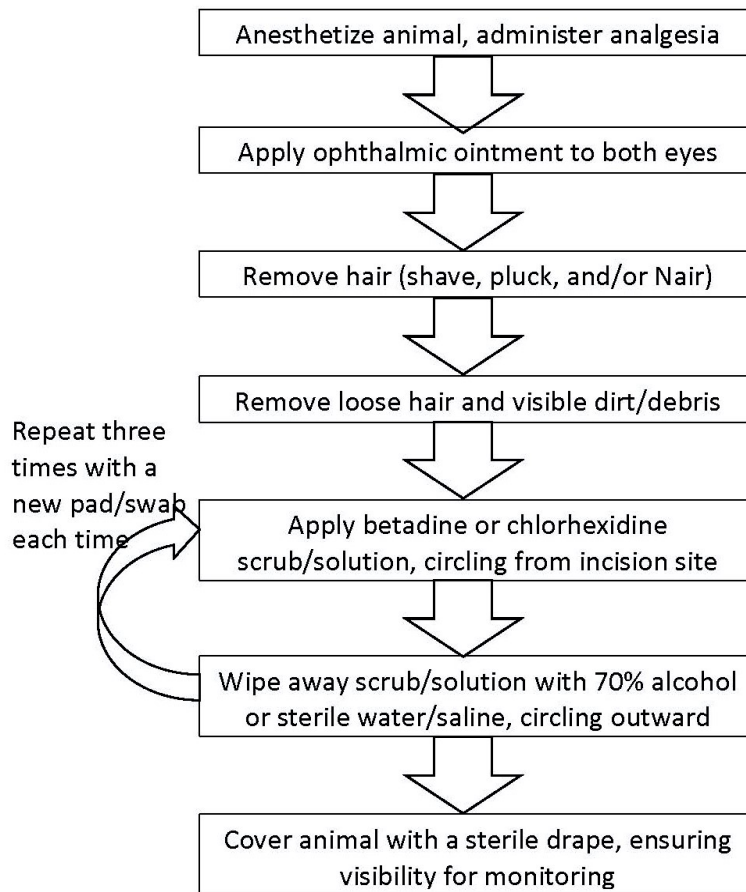 Anesthetize animal, administer analgesia
Apply ophthalmic ointment to both eyes
Remove hair (shave, pluck, and/or Nair)
Remove loose hair and visible dirt/debris
Repeat three
times with a
new pad/swab
each time
Apply betadine or chlorhexidine
scrub/solution, circling from incision site
Wipe away scrub/solution with 70% alcohol
or sterile water/saline, circling outward
Cover animal with a sterile drape, ensuring
visibility for monitoring